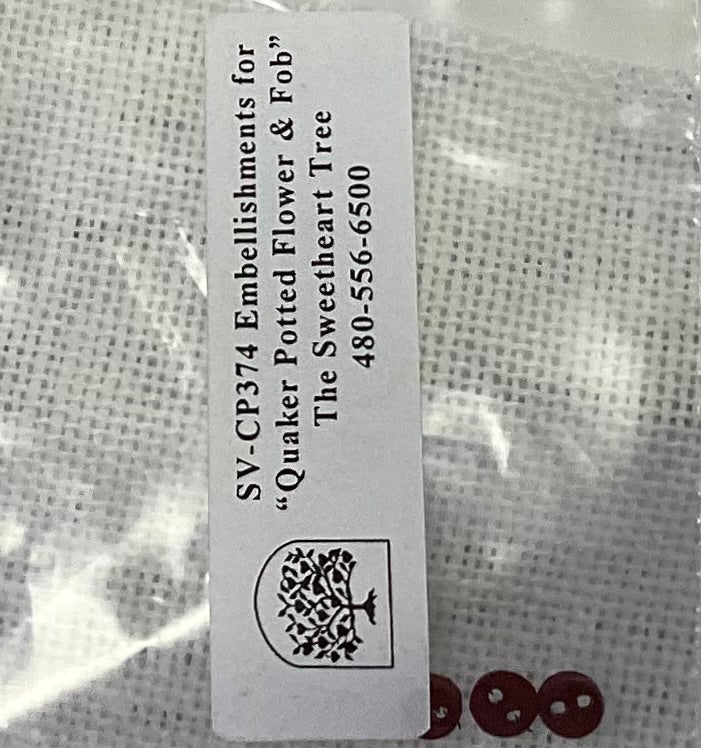 SV-CP374 Embellishments for
“Quaker Potted Flower & Fob”
The Sweetheart Tree
480-556-6500